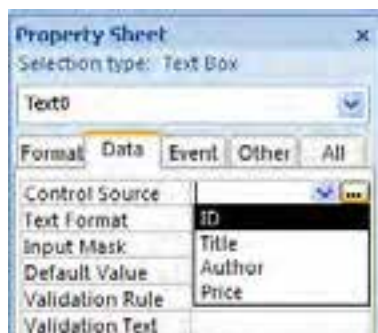 Property Sheet
Selection type: Text Box
Text0
Format Data Event Other All
Control Source
Text Format ID
Input Mask Title
Default Value Author
Validation Rule Price
Validation Text